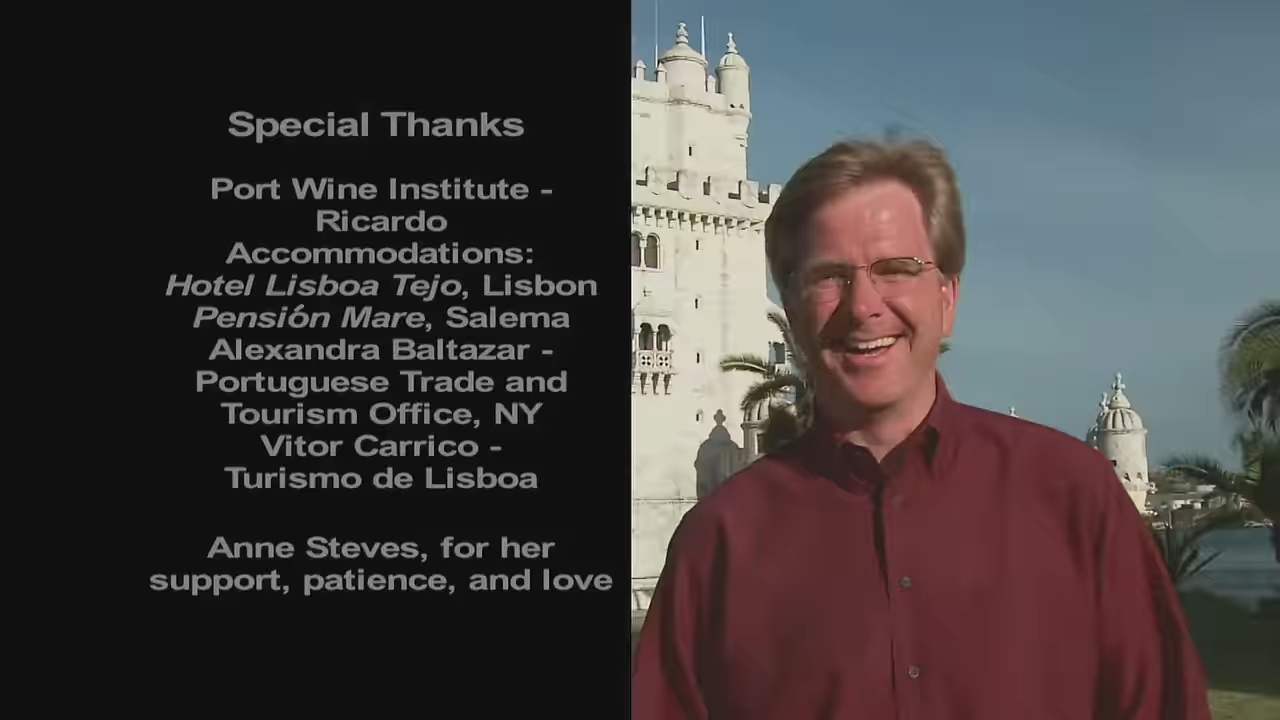 Special Thanks
Port Wine Institute -
Ricardo
Accommodations:
Hotel Lisboa Tejo, Lisbon
Pensión Mare, Salema
Alexandra Baltazar -
Portuguese Trade and
Tourism Office, NY
Vitor Carrico -
Turismo de Lisboa
Anne Steves, for her
support, patience, and love